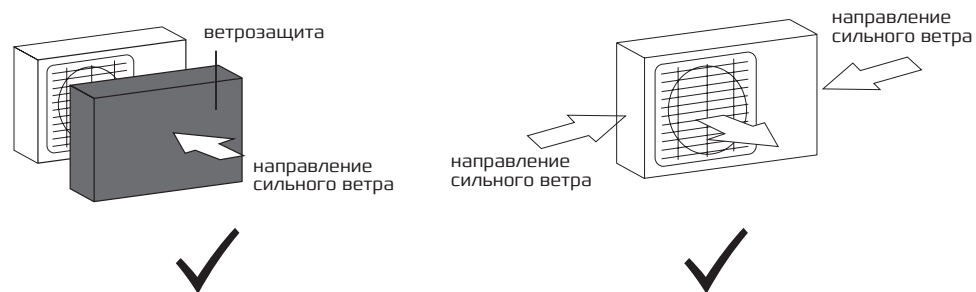 ветрозащита
направление
сильного ветра
направление
сильного ветра
направление
сильного ветра